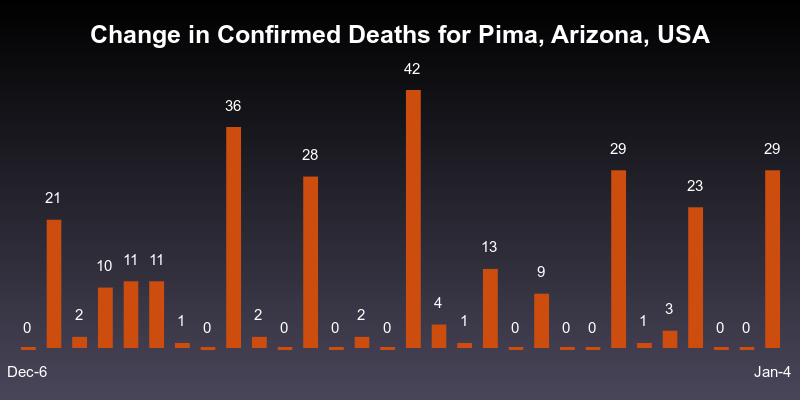 Change in Confirmed Deaths for Pima, Arizona, USA
0 21 2 10 11 11 1 0 36 2 0 28 0 2 0 42 4 1 13 0 9 0 0 29 1 3 23 0 0 29
Dec-6 Jan-4